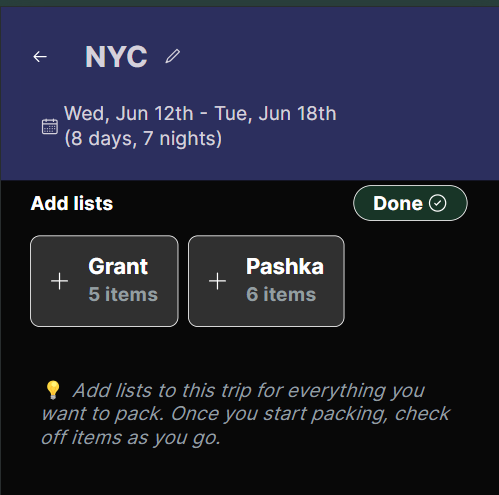 NYC
Wed, Jun 12th - Tue, Jun 18th
(8 days, 7 nights)
Add lists
Done
Grant
5 items
Pashka
6 items
Add lists to this trip for everything you
want to pack. Once you start packing, check
off items as you go.